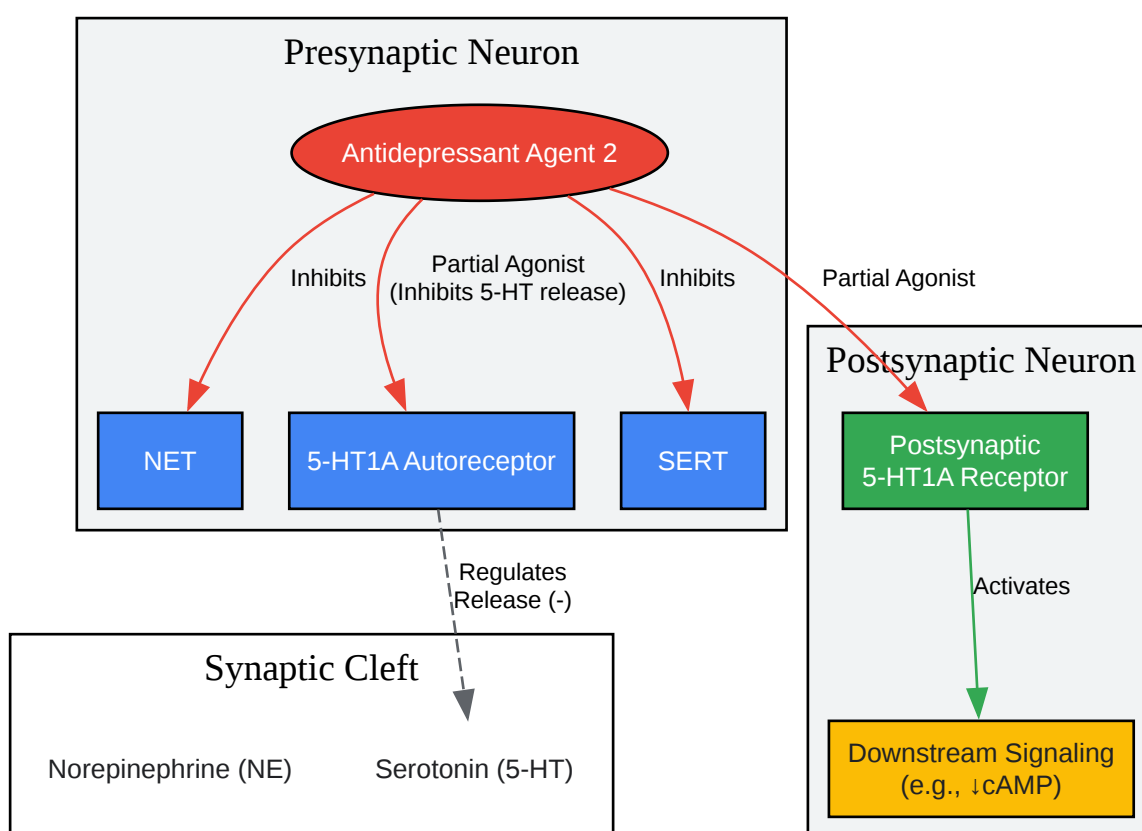 Presynaptic Neuron
Antidepressant Agent 2
Inhibits
Partial Agonist
(Inhibits 5-HT release)
Inhibits
Partial Agonist
Postsynaptic Neuron
NET
5-HT1A Autoreceptor
SERT
Postsynaptic
5-HT1A Receptor
Regulates
Release (-)
Activates
Synaptic Cleft
Norepinephrine (NE)
Serotonin (5-HT)
Downstream Signaling
(e.g., ↓cAMP)